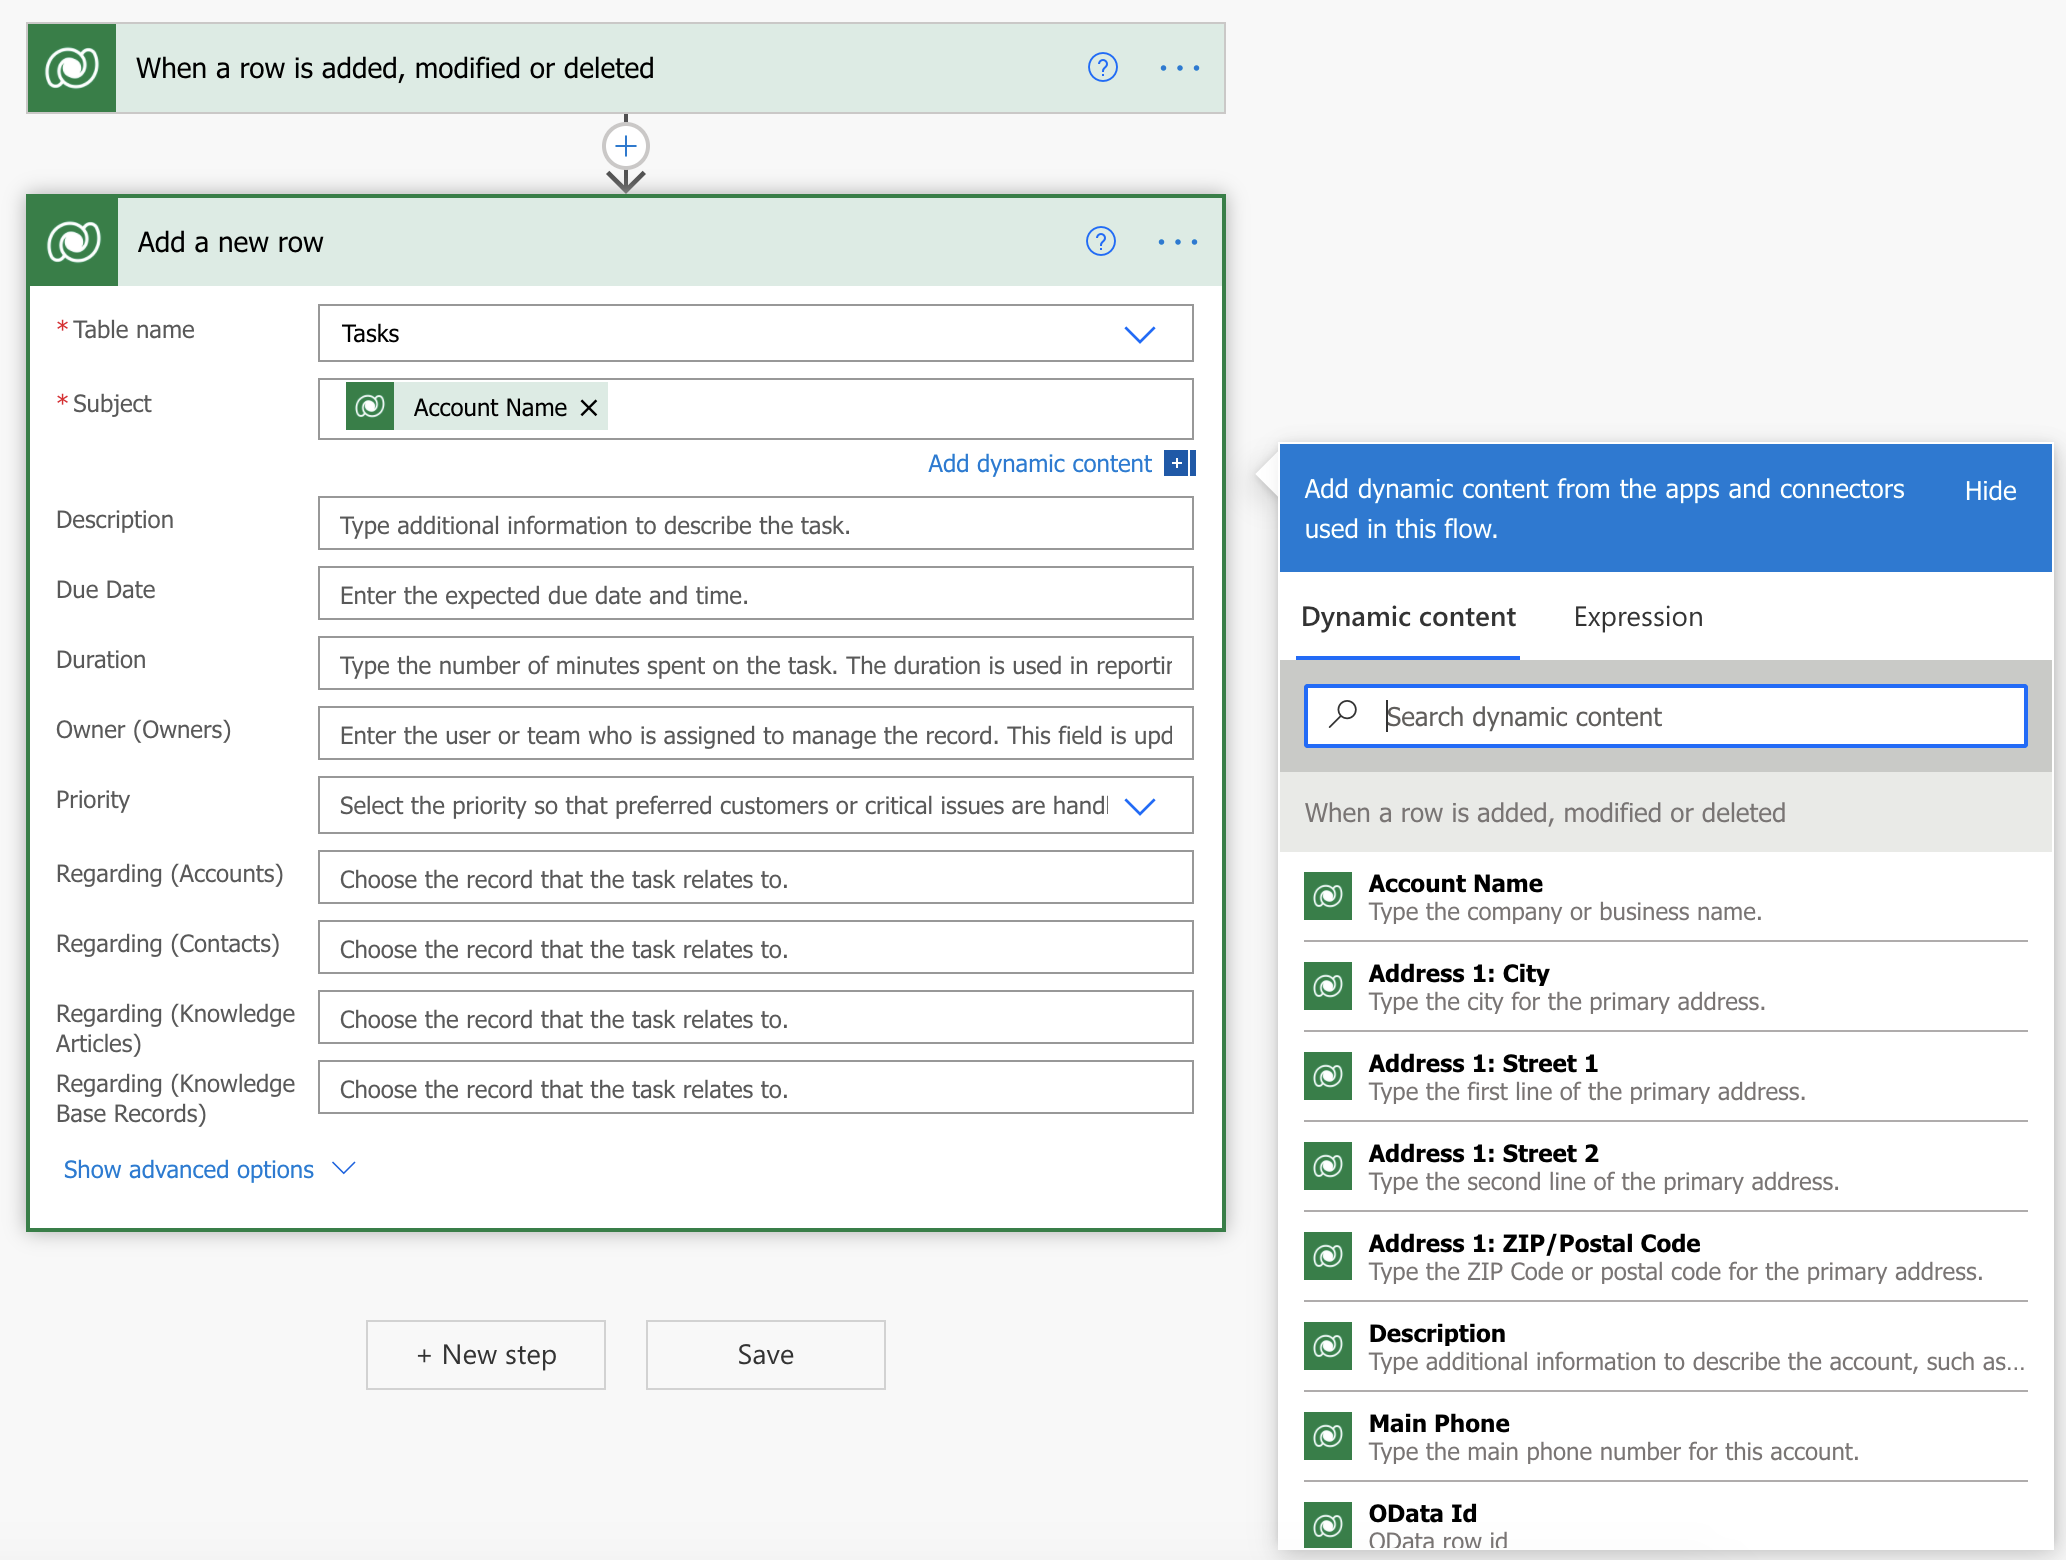 When a row is added, modified or deleted
Add a new row
* Table name
Tasks
* Subject
Account Name
Add dynamic content
Description
Type additional information to describe the task.
Due Date
Enter the expected due date and time.
Duration
Type the number of minutes spent on the task. The duration is used in reportin
Owner (Owners)
Enter the user or team who is assigned to manage the record. This field is upd
Priority
Select the priority so that preferred customers or critical issues are handl
Regarding (Accounts)
Choose the record that the task relates to.
Regarding (Contacts)
Choose the record that the task relates to.
Regarding (Knowledge
Articles)
Choose the record that the task relates to.
Regarding (Knowledge
Base Records)
Choose the record that the task relates to.
Show advanced options
+ New step
Save
Add dynamic content from the apps and connectors
used in this flow.
Hide
Dynamic content
Expression
Search dynamic content
When a row is added, modified or deleted
Account Name
Type the company or business name.
Address 1: City
Type the city for the primary address.
Address 1: Street 1
Type the first line of the primary address.
Address 1: Street 2
Type the second line of the primary address.
Address 1: ZIP/Postal Code
Type the ZIP Code or postal code for the primary address.
Description
Type additional information to describe the account, such as...
Main Phone
Type the main phone number for this account.
OData Id
OData row id